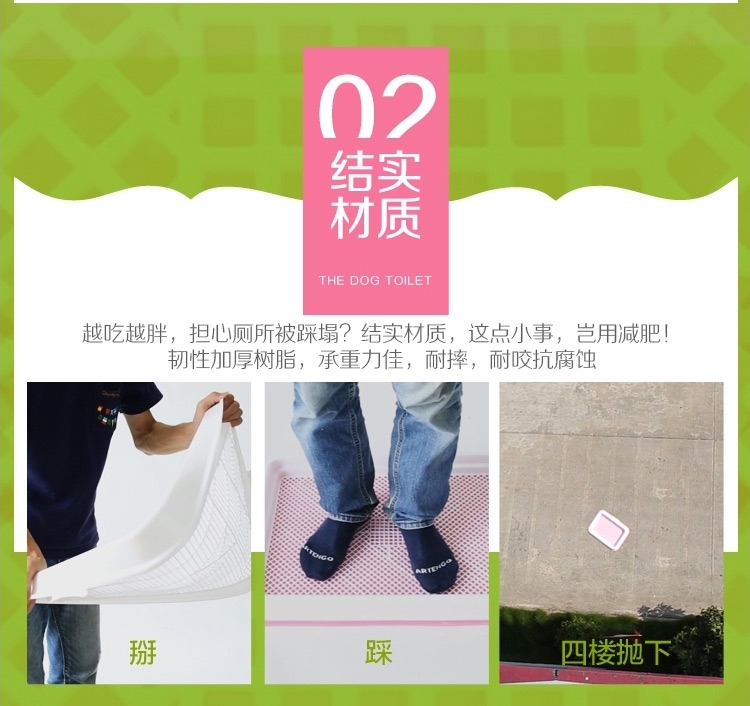 02
结实
材质
THE DOG TOILET
越吃越胖，担心厕所被踩塌？结实材质，这点小事，岂用减肥！
韧性加厚树脂，承重力佳，耐摔，耐咬抗腐蚀
ARTENGO
ARTENGO
掰
踩
四楼抛下